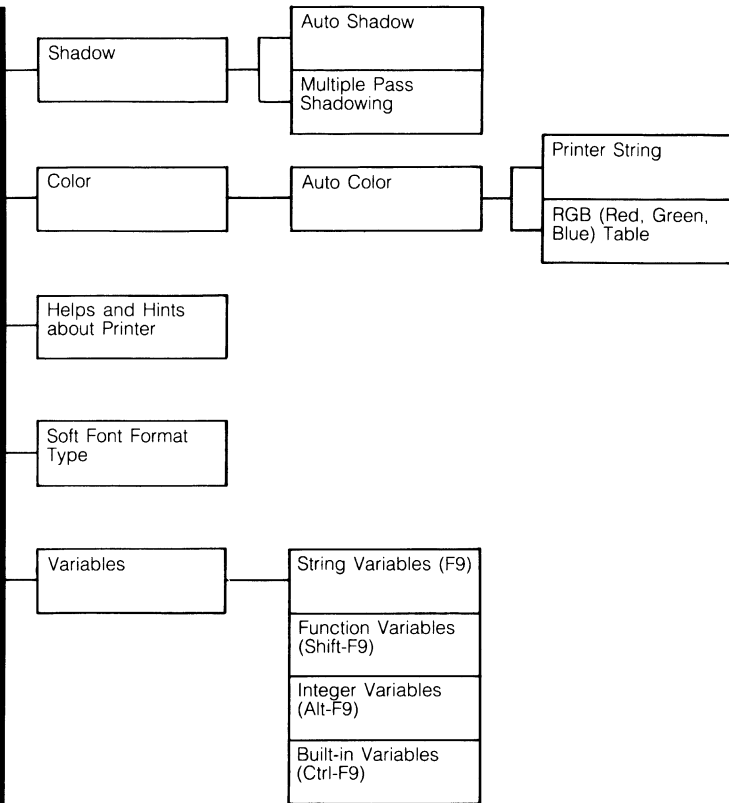 Auto Shadow
Shadow
Multiple Pass
Shadowing
Printer String
Color
Auto Color
RGB (Red, Green,
Blue) Table
Helps and Hints
about Printer
Soft Font Format
Type
Variables
String Variables (F9)
Function Variables
(Shift-F9)
Integer Variables
(Alt-F9)
Built-in Variables
(Ctrl-F9)